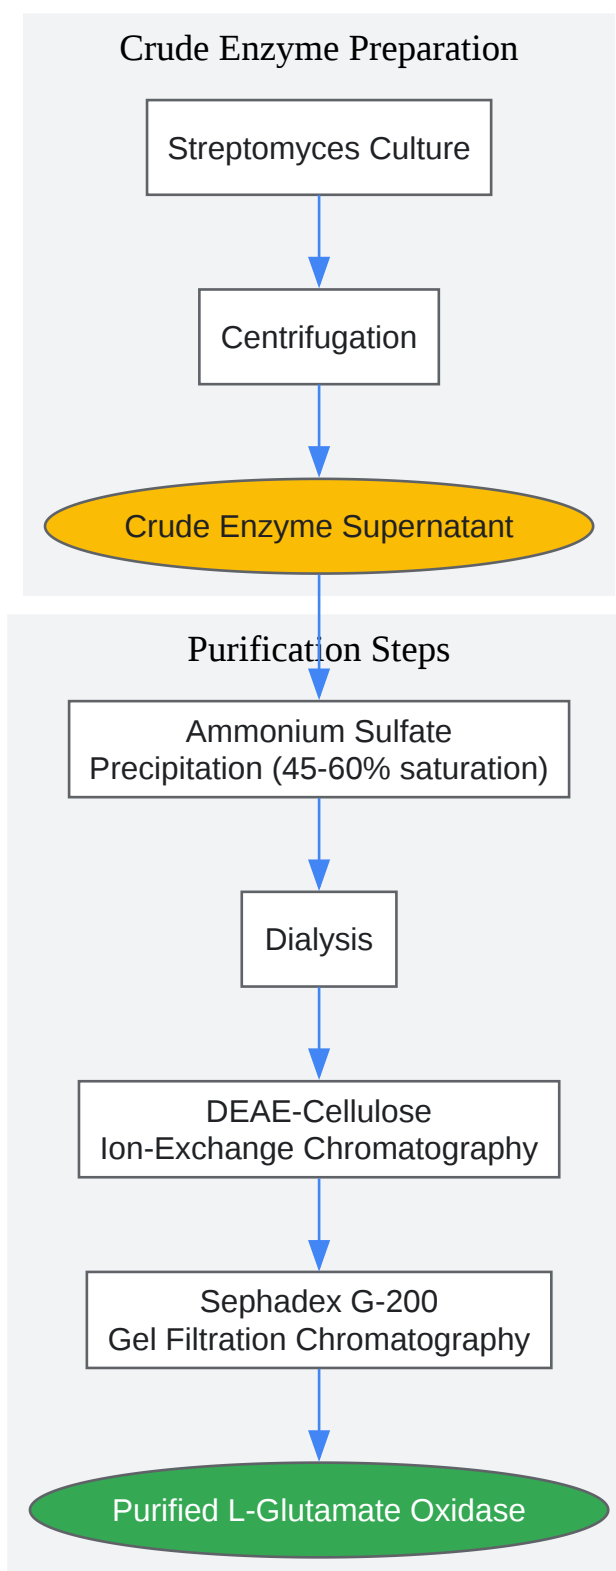 Crude Enzyme Preparation
Streptomyces Culture
Centrifugation
Crude Enzyme Supernatant
Purification Steps
Ammonium Sulfate
Precipitation (45-60% saturation)
Dialysis
DEAE-Cellulose
Ion-Exchange Chromatography
Sephadex G-200
Gel Filtration Chromatography
Purified L-Glutamate Oxidase